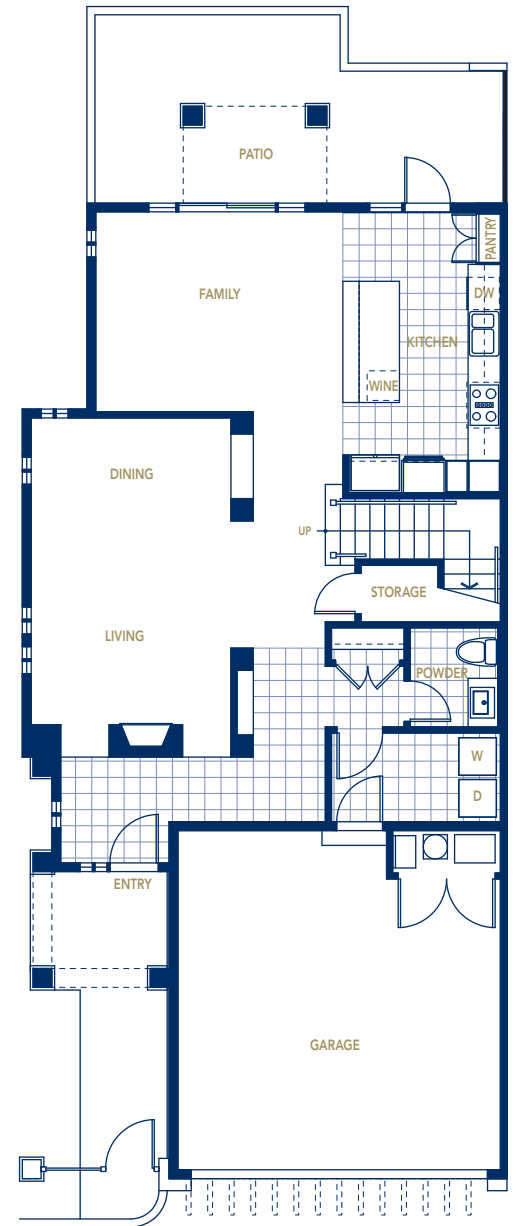 PATIO
PANTRY
FAMILY
DW
KITCHEN
WINE
DINING
UP
STORAGE
LIVING
POWDER
W
D
ENTRY
GARAGE